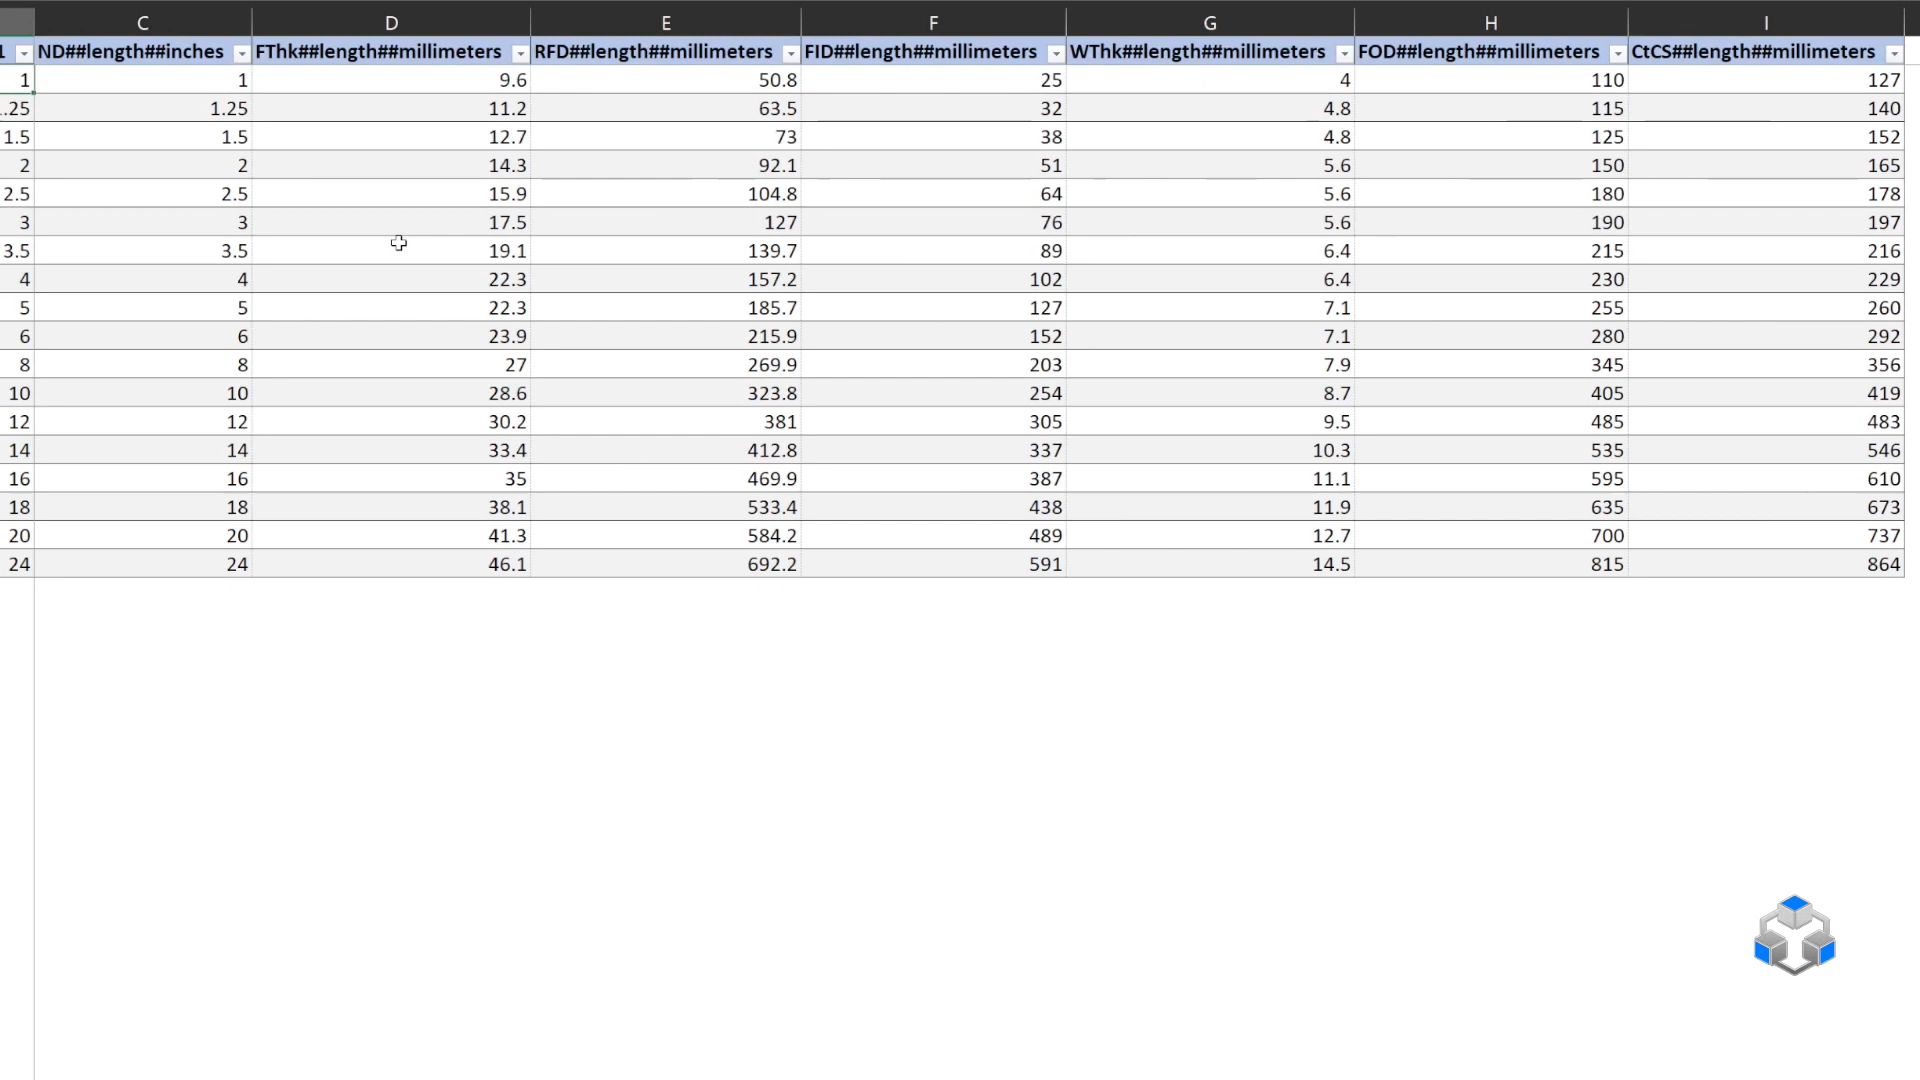 C D E F G H I
1 ND##length##inches FThk##length##millimeters RFD##length##millimeters FID##length##millimeters WThk##length##millimeters FOD##length##millimeters CtCS##length##millimeters
1 1 9.6 50.8 25 4 110 127
.25 1.25 11.2 63.5 32 4.8 115 140
1.5 1.5 12.7 73 38 4.8 125 152
2 2 14.3 92.1 51 5.6 150 165
2.5 2.5 15.9 104.8 64 5.6 180 178
3 3 17.5 127 76 5.6 190 197
3.5 3.5 19.1 139.7 89 6.4 215 216
4 4 22.3 157.2 102 6.4 230 229
5 5 22.3 185.7 127 7.1 255 260
6 6 23.9 215.9 152 7.1 280 292
8 8 27 269.9 203 7.9 345 356
10 10 28.6 323.8 254 8.7 405 419
12 12 30.2 381 305 9.5 485 483
14 14 33.4 412.8 337 10.3 535 546
16 16 35 469.9 387 11.1 595 610
18 18 38.1 533.4 438 11.9 635 673
20 20 41.3 584.2 489 12.7 700 737
24 24 46.1 692.2 591 14.5 815 864